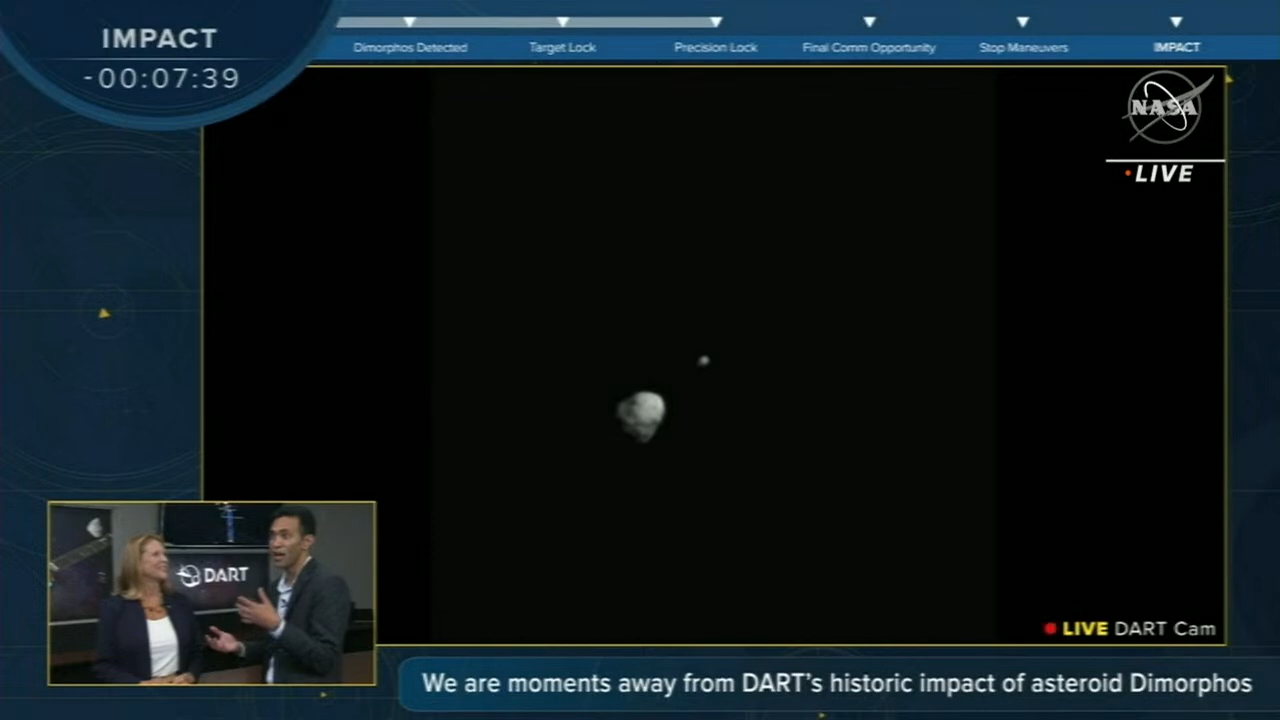 IMPACT
-00:07:39
Dimorphos Detected
Target Lock
Precision Lock
Final Comm Opportunity
Stop Maneuvers
IMPACT
NASA
LIVE
DART
LIVE DART Cam
We are moments away from DART's historic impact of asteroid Dimorphos